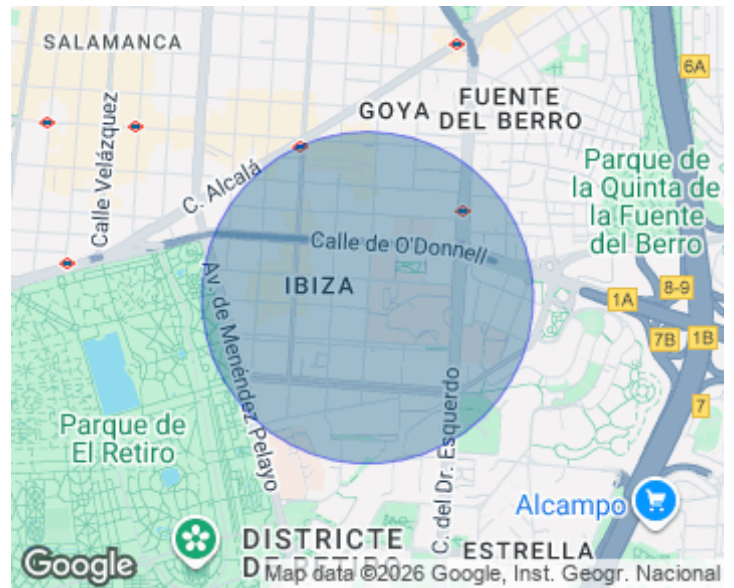 SALAMANCA
6A
GOYA
FUENTE
DEL BERRO
Calle Velázquez
C. Alcalá
Parque de
la Quinta de
la Fuente
del Berro
Calle de O'Donnell
Av. de Menéndez Pelayo
IBIZA
8-9
1A
7B
1B
7
C. del Dr. Esquerdo
Parque de
El Retiro
Alcampo
DISTRICTE
DE RETIRO
ESTRELLA
Google
Map data ©2026 Google, Inst. Geogr. Nacional